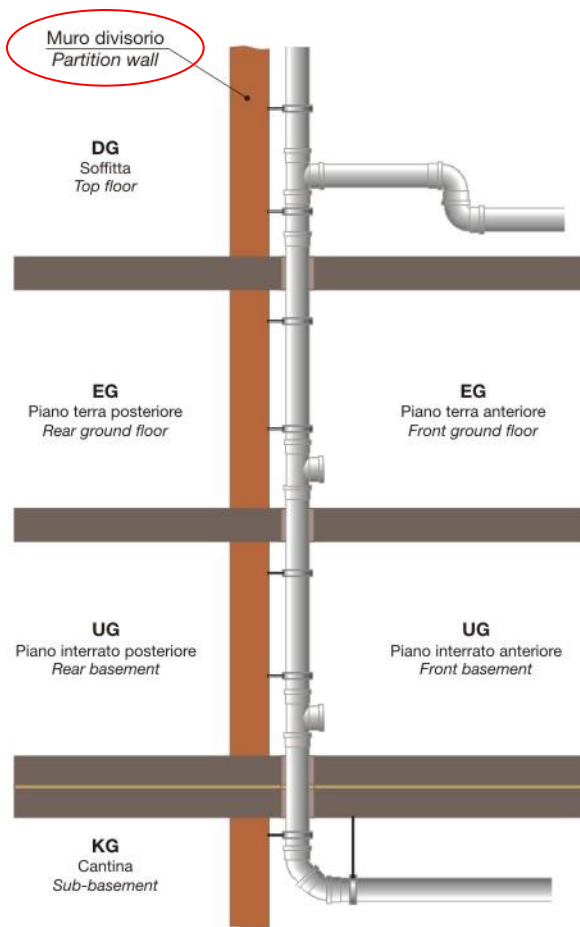 Muro divisorio
Partition wall
DG
Soffitta
Top floor
EG
Piano terra posteriore
Rear ground floor
EG
Piano terra anteriore
Front ground floor
UG
Piano interrato posteriore
Rear basement
UG
Piano interrato anteriore
Front basement
KG
Cantina
Sub-basement